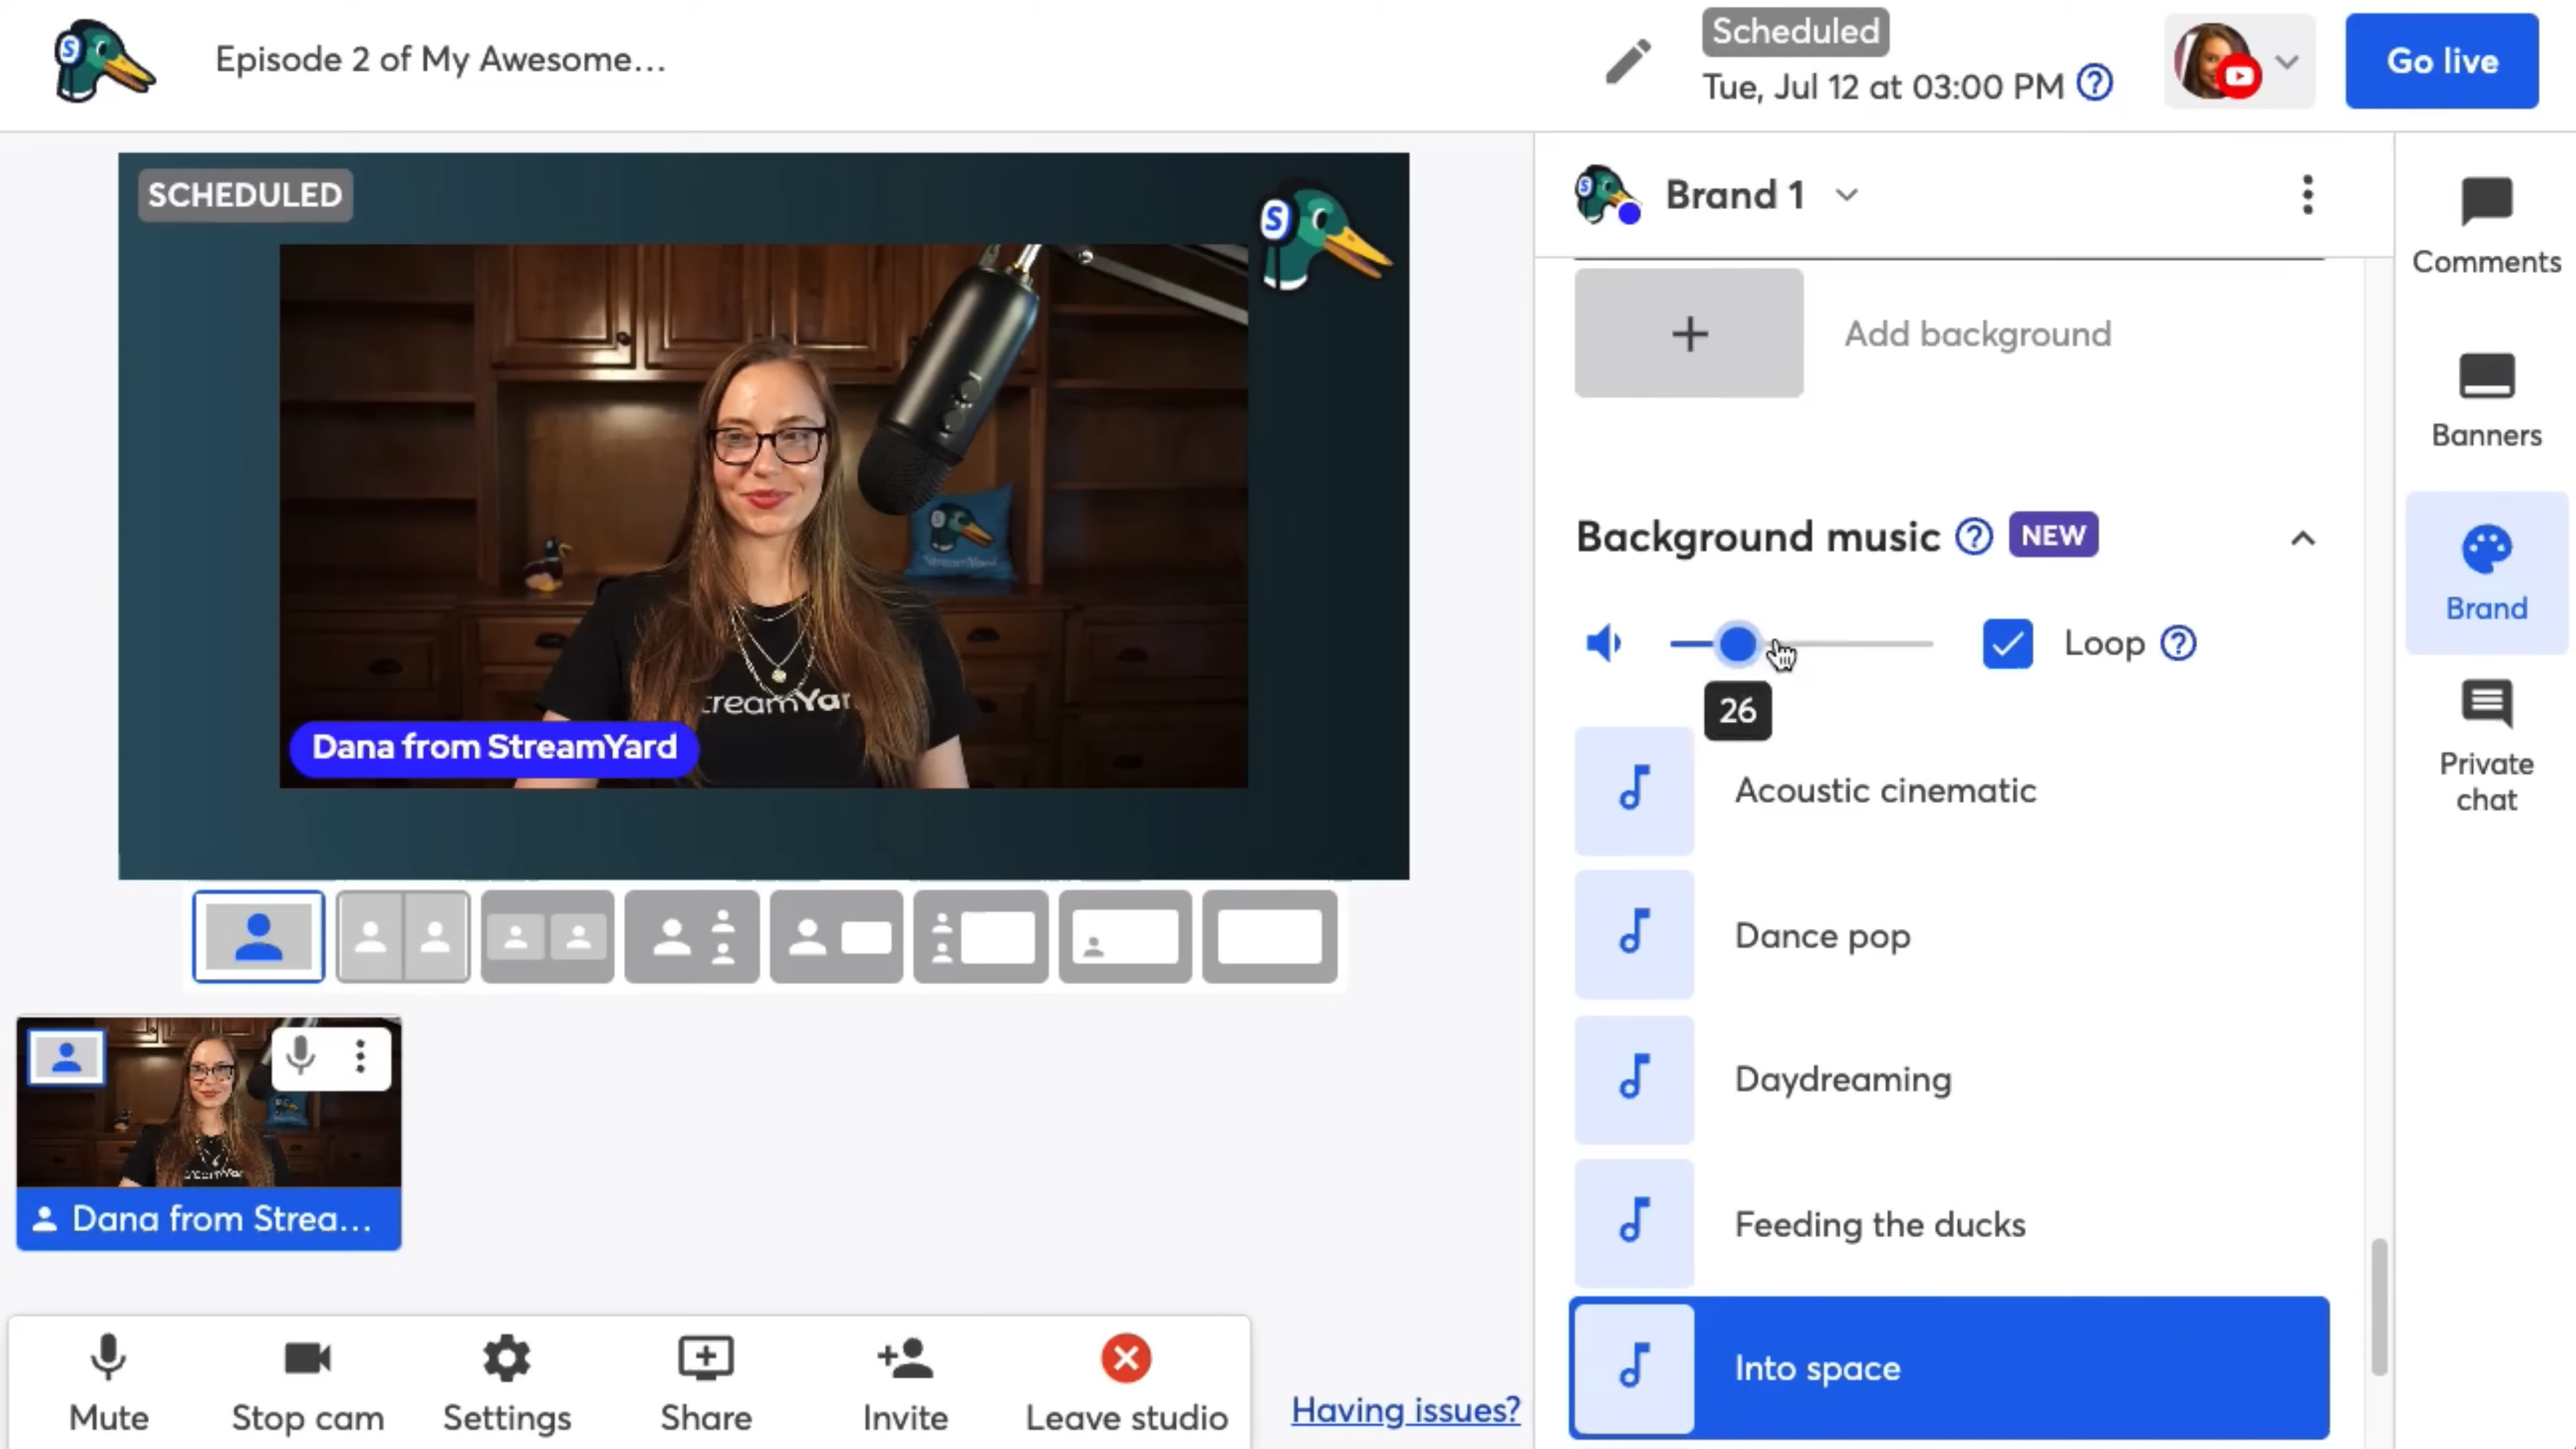 Episode 2 of My Awesome...
Scheduled
Tue, Jul 12 at 03:00 PM
Go live
SCHEDULED
S
StreamYard
treamYar
Dana from StreamYard
Dana from Strea...
Mute
Stop cam
Settings
Share
Invite
Leave studio
Having issues?
Brand 1
Add background
Background music ? NEW
Loop ?
26
Acoustic cinematic
Dance pop
Daydreaming
Feeding the ducks
Into space
Comments
Banners
Brand
Private
chat